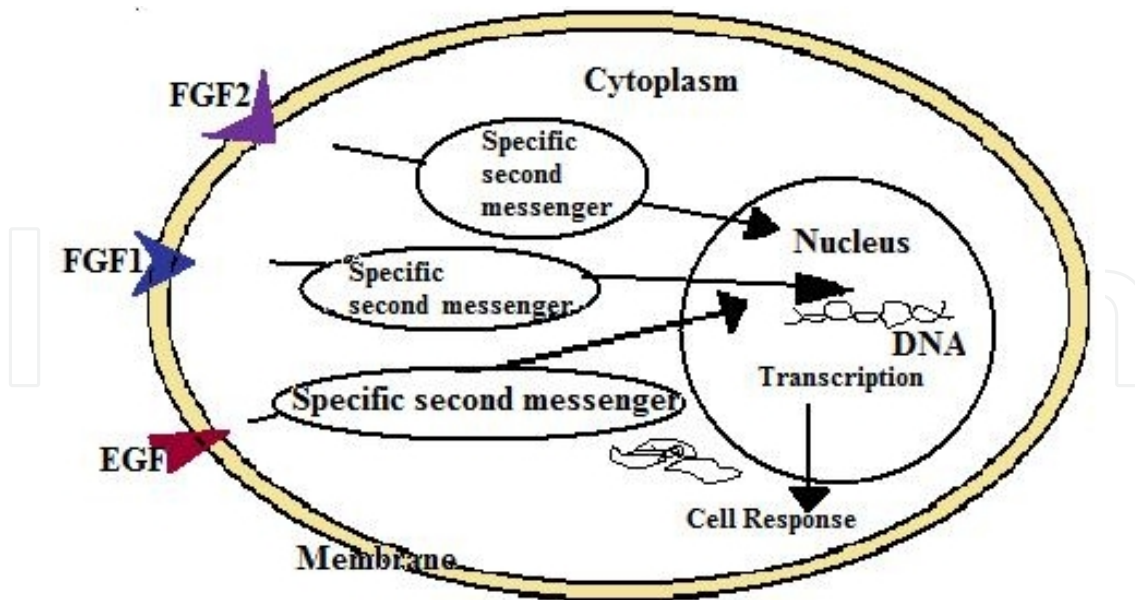 FGF2
Cytoplasm
Specific
second
messenger
FGF1
Specific
second messenger
Nucleus
DNA
Transcription
Specific second messenger
EGF
Cell Response
Membrane